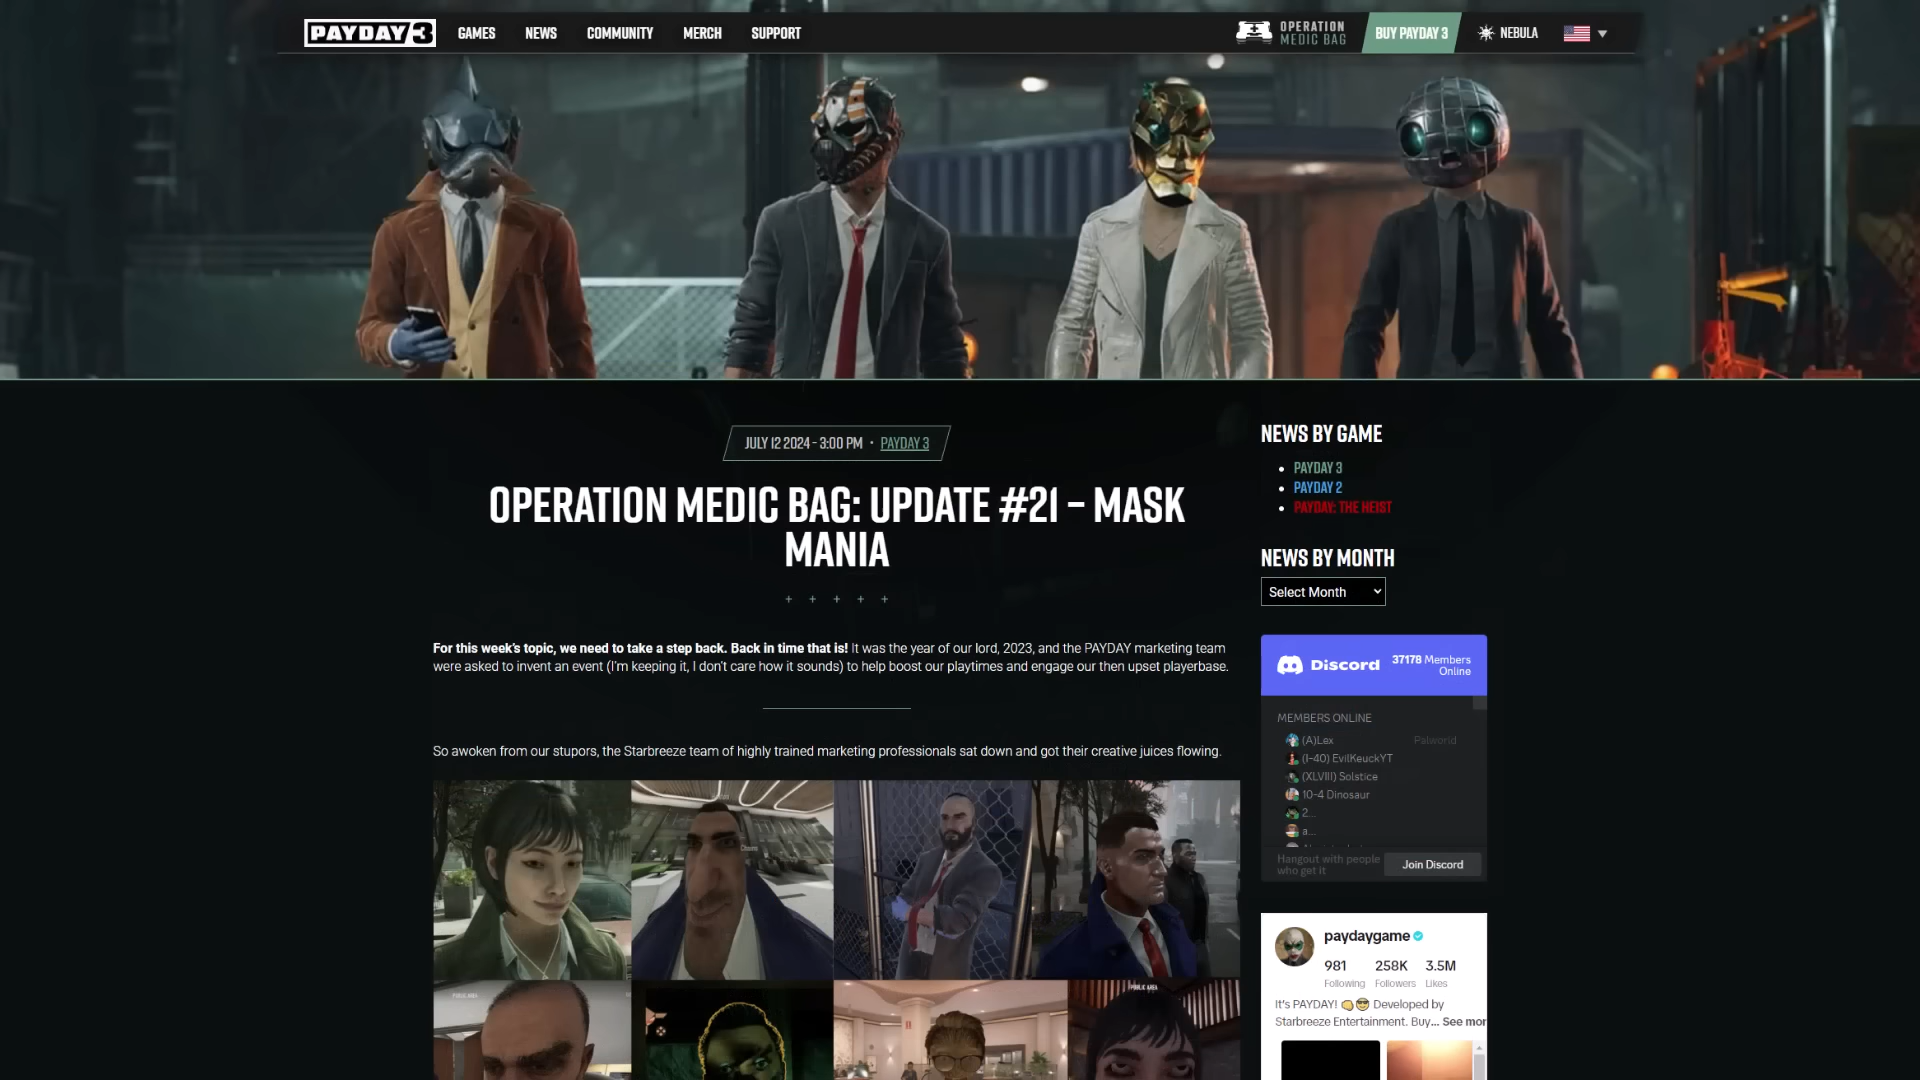 PAYDAY 3
GAMES
NEWS
COMMUNITY
MERCH
SUPPORT
OPERATION
MEDIC BAG
BUY PAYDAY 3
NEBULA
JULY 12 2024 - 3:00 PM • PAYDAY 3
OPERATION MEDIC BAG: UPDATE #21 – MASK
MANIA
+ + + + +
For this week's topic, we need to take a step back. Back in time that is! It was the year of our lord, 2023, and the PAYDAY marketing team
were asked to invent an event (I'm keeping it, I don't care how it sounds) to help boost our playtimes and engage our then upset playerbase.
So awoken from our stupors, the Starbreeze team of highly trained marketing professionals sat down and got their creative juices flowing.
PUBLIC AREA
PUBLIC AREA
NEWS BY GAME
PAYDAY 3
PAYDAY 2
PAYDAY: THE HEIST
NEWS BY MONTH
Select Month
Discord
37178 Members
Online
MEMBERS ONLINE
(A)Lex
Palworld
(I-40) EvilKeuckYT
(XLVIII) Solstice
10-4 Dinosaur
2...
a...
Hangout with people
who get it
Join Discord
paydaygame
981
258K
3.5M
Following
Followers
Likes
It's PAYDAY! 👊😎 Developed by
Starbreeze Entertainment. Buy... See mor